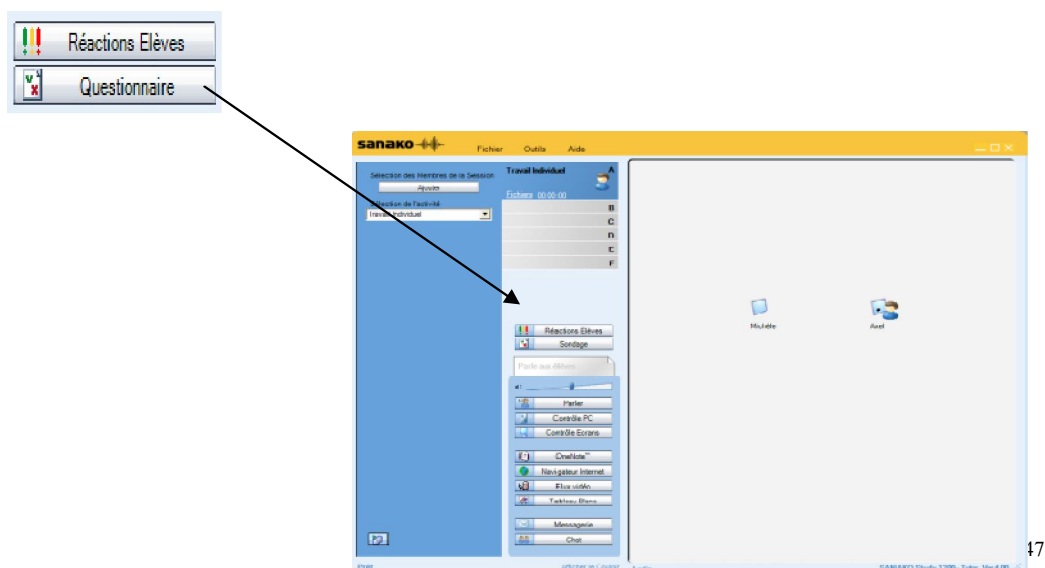 Réactions Elèves
Questionnaire
sanako
Fichier Outils Aide
Sélection des Membres de la Session
Ajouter
Sélection de l'activité
Travail Individuel
Travail Individuel A
Fichiers 00:00:00
B
C
D
E
F
Réactions Elèves
Sondage
Parle aux élèves
Parler
Contrôle PC
Contrôle Ecrans
OneNote™
Navigateur Internet
Flux vidéo
Tableau Blanc
Messagerie
Chat
Michèle
Axel
47